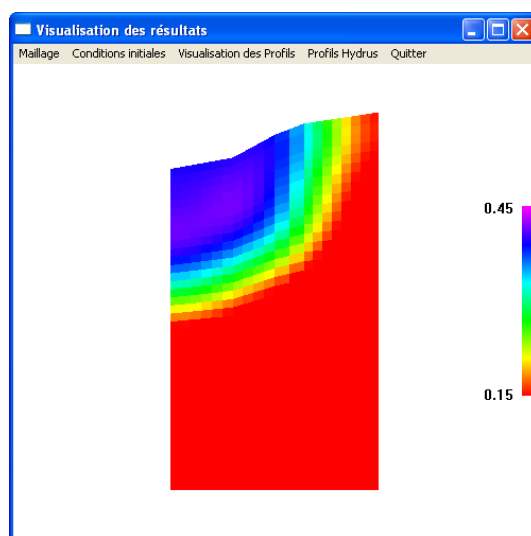 Visualisation des résultats
Maillage Conditions initiales Visualisation des Profils Profils Hydrus Quitter
0.45
0.15